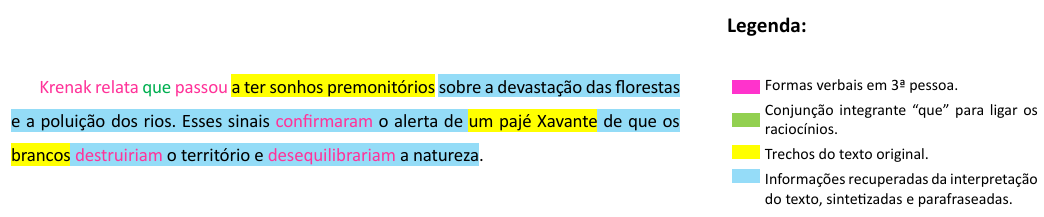 Legenda:
Krenak relata que passou a ter sonhos premonitórios sobre a devastação das florestas
e a poluição dos rios. Esses sinais confirmaram o alerta de um pajé Xavante de que os
brancos destruiriam o território e desequilibrariam a natureza.
Formas verbais em 3ª pessoa.
Conjunção integrante “que” para ligar os
raciocínios.
Trechos do texto original.
Informações recuperadas da interpretação
do texto, sintetizadas e parafraseadas.